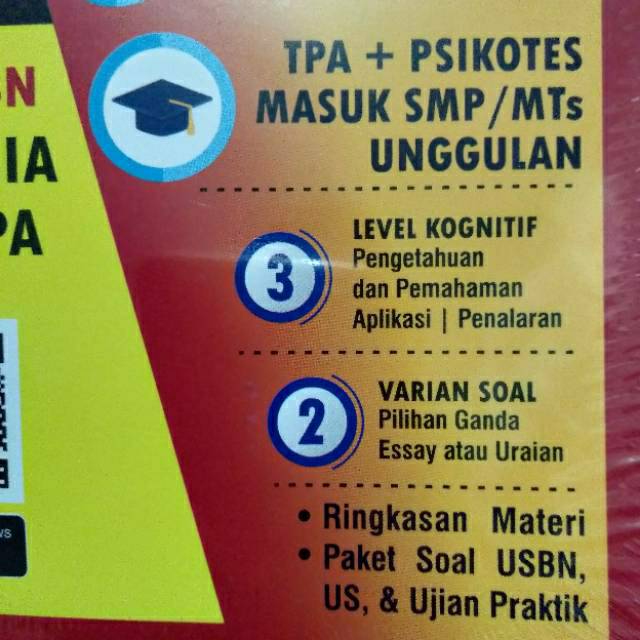 TPA + PSIKOTES
MASUK SMP/MTs
UNGGULAN
3
LEVEL KOGNITIF
Pengetahuan
dan Pemahaman
Aplikasi | Penalaran
2
VARIAN SOAL
Pilihan Ganda
Essay atau Uraian
• Ringkasan Materi
• Paket Soal USBN,
US, & Ujian Praktik